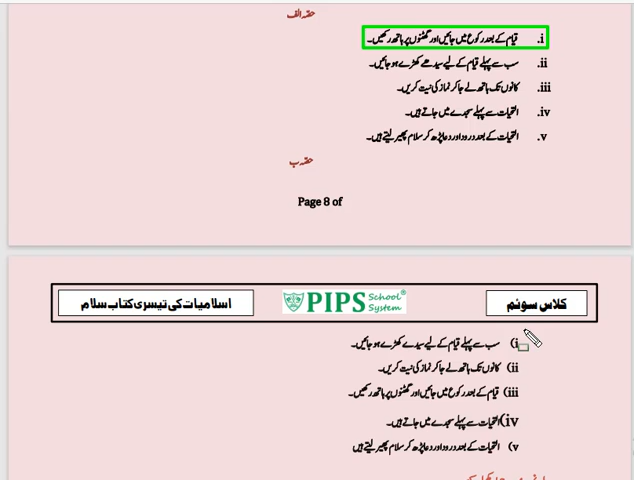 حصّہ الف
i. قیام کے بعد رکوع میں جائیں اور گھٹنوں پر ہاتھ رکھیں۔
ii. سب سے پہلے قیام کے لیے سیدھے کھڑے ہو جائیں۔
iii. کانوں تک ہاتھ لے جا کر نماز کی نیت کریں۔
iv. التحیات سے پہلے سجدے میں جاتے ہیں۔
v. التحیات کے بعد درود اور دعا پڑھ کر سلام پھیر لیتے ہیں۔
حصّہ ب
Page 8 of
کلاس سوئم
PIPS School System®
اسلامیات کی تیسری کتاب سلام
i) سب سے پہلے قیام کے لیے سیدے کھڑے ہو جائیں۔
ii) کانوں تک ہاتھ لے جا کر نماز کی نیت کریں۔
iii) قیام کے بعد رکوع میں جائیں اور گھٹنوں پر ہاتھ رکھیں۔
iv) التحیات سے پہلے سجدے میں جاتے ہیں۔
v) التحیات کے بعد درود اور دعا پڑھ کر سلام پھیر لیتے ہیں